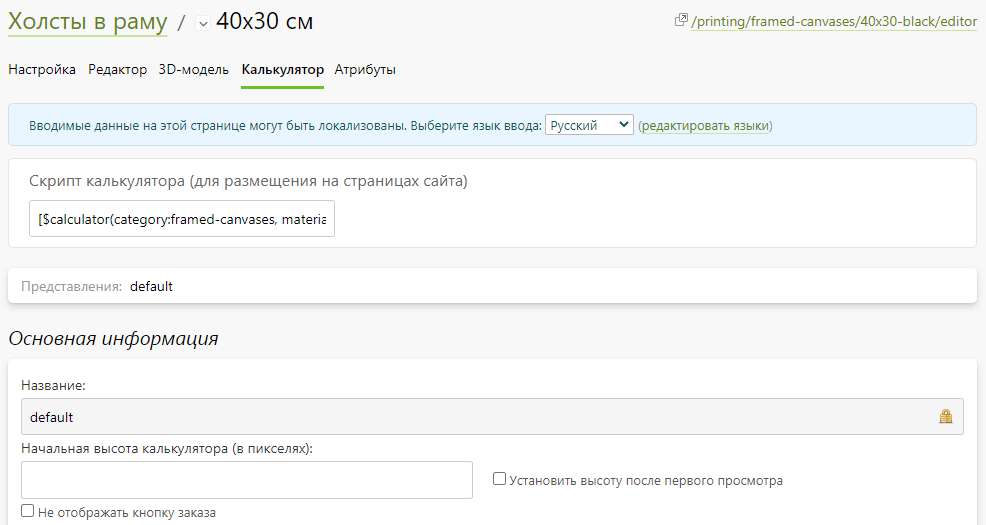 Холсты в раму / 40x30 см
/printing/framed-canvases/40x30-black/editor
Настройка Редактор 3D-модель Калькулятор Атрибуты
Вводимые данные на этой странице могут быть локализованы. Выберите язык ввода: Русский (редактировать языки)
Скрипт калькулятора (для размещения на страницах сайта)
[$calculator(category:framed-canvases, materia
Представления: default
Основная информация
Название:
default
Начальная высота калькулятора (в пикселях):
Установить высоту после первого просмотра
Не отображать кнопку заказа